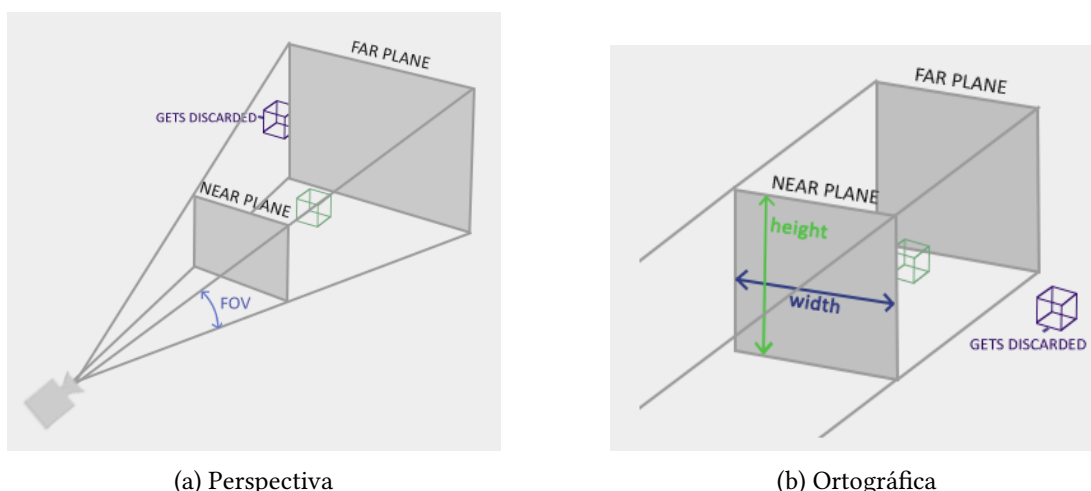 FAR PLANE
GETS DISCARDED
NEAR PLANE
FOV
(a) Perspectiva
FAR PLANE
NEAR PLANE
height
width
GETS DISCARDED
(b) Ortográfica